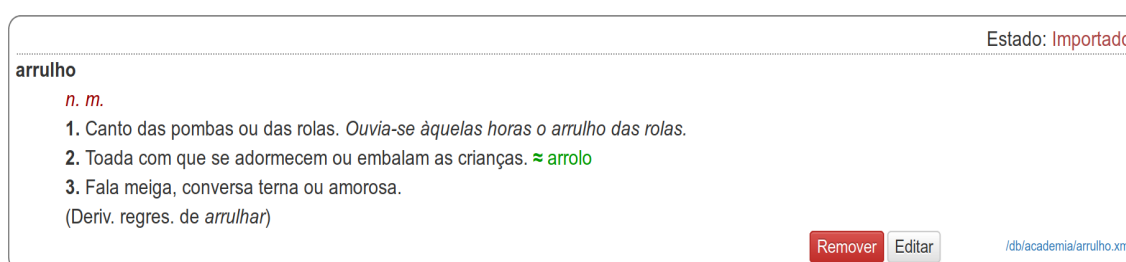 Estado: Importado
arrulho
n. m.
1. Canto das pombas ou das rolas. Ouvia-se àquelas horas o arrulho das rolas.
2. Toada com que se adormecem ou embalam as crianças. ≈ arrolo
3. Fala meiga, conversa terna ou amorosa.
(Deriv. regres. de arrulhar)
Remover Editar /db/academia/arrulho.xm